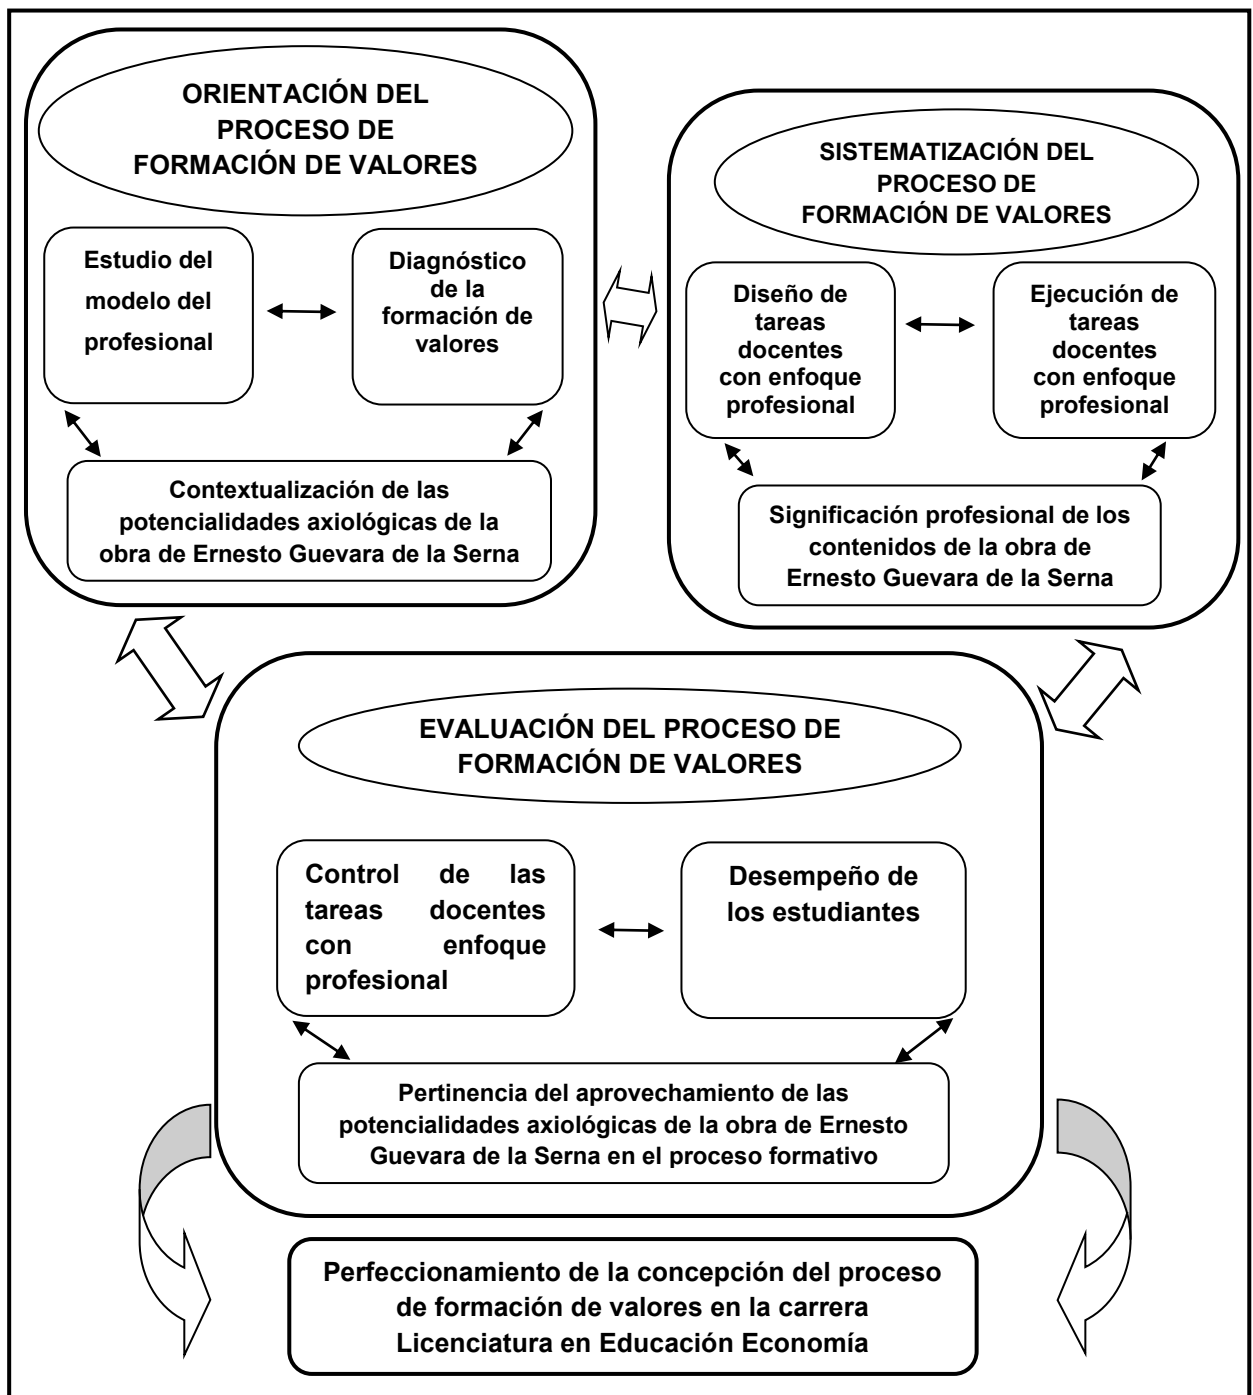 ORIENTACIÓN DEL
PROCESO DE
FORMACIÓN DE VALORES
Estudio del
modelo del
profesional
Diagnóstico
de la
formación de
valores
Contextualización de las
potencialidades axiológicas de la
obra de Ernesto Guevara de la Serna
SISTEMATIZACIÓN DEL
PROCESO DE
FORMACIÓN DE VALORES
Diseño de
tareas
docentes
con enfoque
profesional
Ejecución de
tareas
docentes
con enfoque
profesional
Significación profesional de los
contenidos de la obra de
Ernesto Guevara de la Serna
EVALUACIÓN DEL PROCESO DE
FORMACIÓN DE VALORES
Control de las
tareas docentes
con enfoque
profesional
Desempeño de
los estudiantes
Pertinencia del aprovechamiento de las
potencialidades axiológicas de la obra de Ernesto
Guevara de la Serna en el proceso formativo
Perfeccionamiento de la concepción del proceso
de formación de valores en la carrera
Licenciatura en Educación Economía